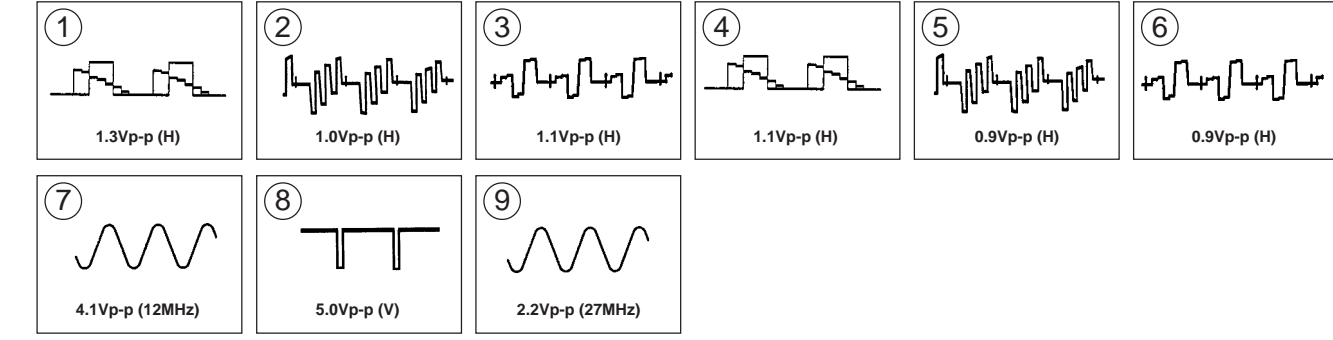 1 2 3 4 5 6
1.3Vp-p (H) 1.0Vp-p (H) 1.1Vp-p (H) 1.1Vp-p (H) 0.9Vp-p (H) 0.9Vp-p (H)
7 8 9
4.1Vp-p (12MHz) 5.0Vp-p (V) 2.2Vp-p (27MHz)